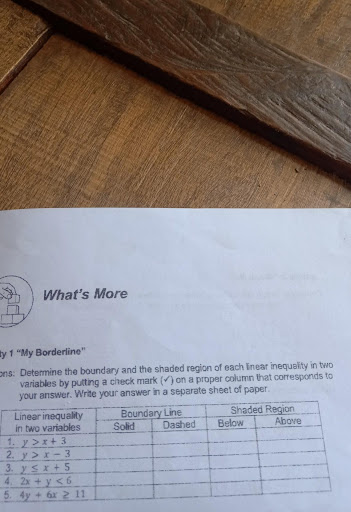 What's More
ty 1 "My Borderline"
ons: Determine the boundary and the shaded region of each linear inequality in two
variables by putting a check mark (✓) on a proper column that corresponds to
your answer. Write your answer in a separate sheet of paper.
Linear inequality in two variables Boundary Line Shaded Region
Solid Dashed Below Above
1. y > x + 3
2. y > x − 3
3. y ≤ x + 5
4. 2x + y < 6
5. 4y + 6x ≥ 11